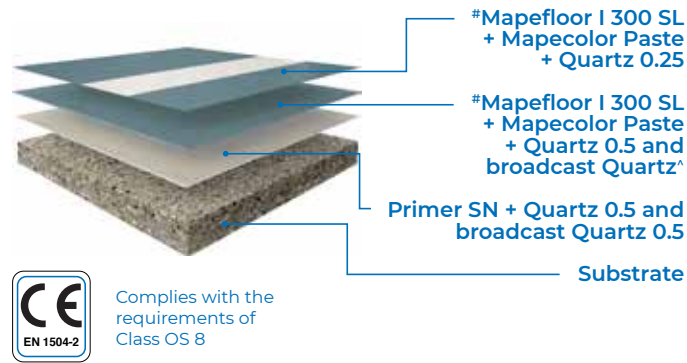 #Mapefloor I 300 SL
+ Mapecolor Paste
+ Quartz 0.25
#Mapefloor I 300 SL
+ Mapecolor Paste
+ Quartz 0.5 and
broadcast Quartz^
Primer SN + Quartz 0.5 and
broadcast Quartz 0.5
Substrate
CE
EN 1504-2
Complies with the
requirements of
Class OS 8